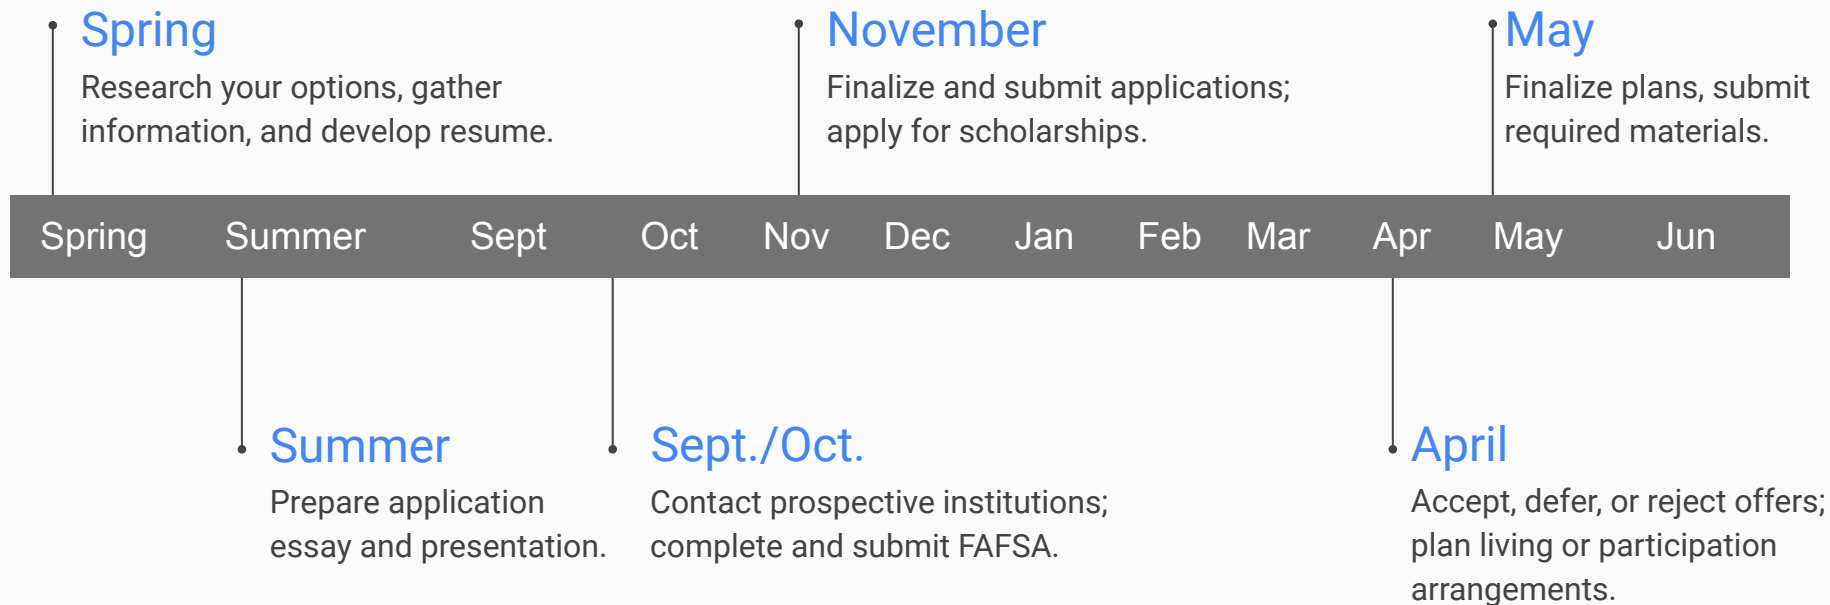 Spring
Research your options, gather
information, and develop resume.
November
Finalize and submit applications;
apply for scholarships.
May
Finalize plans, submit
required materials.
Spring Summer Sept Oct Nov Dec Jan Feb Mar Apr May Jun
Summer
Prepare application
essay and presentation.
Sept./Oct.
Contact prospective institutions;
complete and submit FAFSA.
April
Accept, defer, or reject offers;
plan living or participation
arrangements.